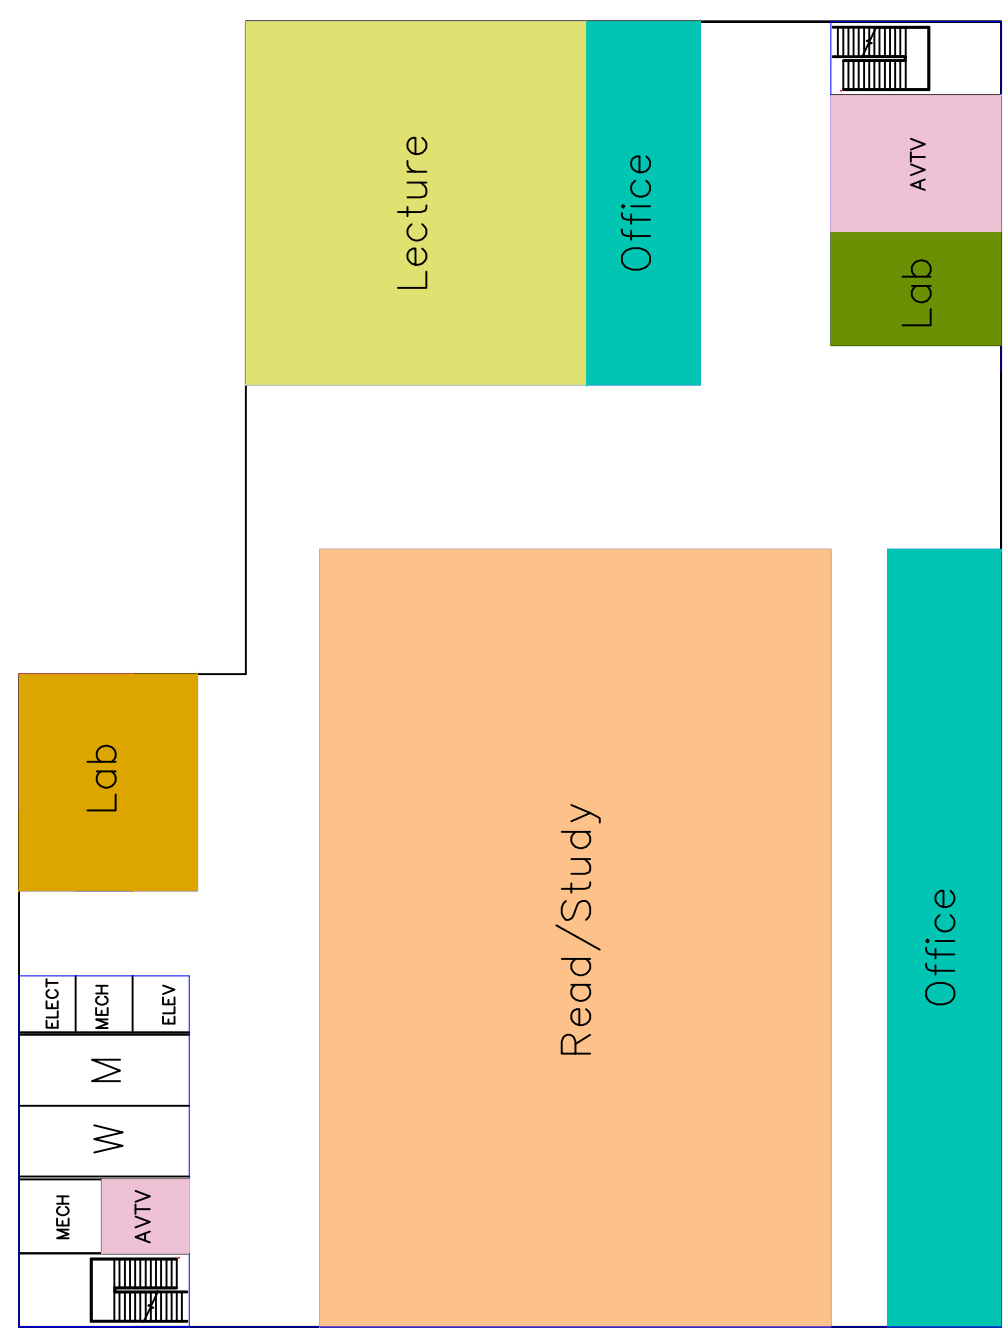 Lecture
Office
AVTV
Lab
Lab
Read/Study
Office
ELECT
MECH
ELEV
M
W
MECH
AVTV